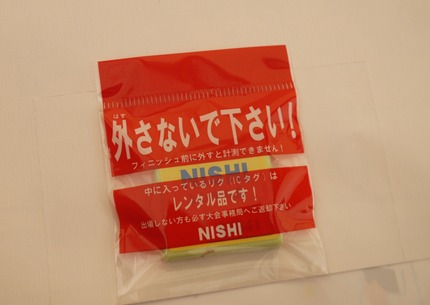 はず
外さないで下さい!
フィニッシュ前に外すと計測できません!
NISHI
中に入っているリグ(ICタグ)は
レンタル品です!
出場しない方も必す大会事務局へご返却下さい
NISHI